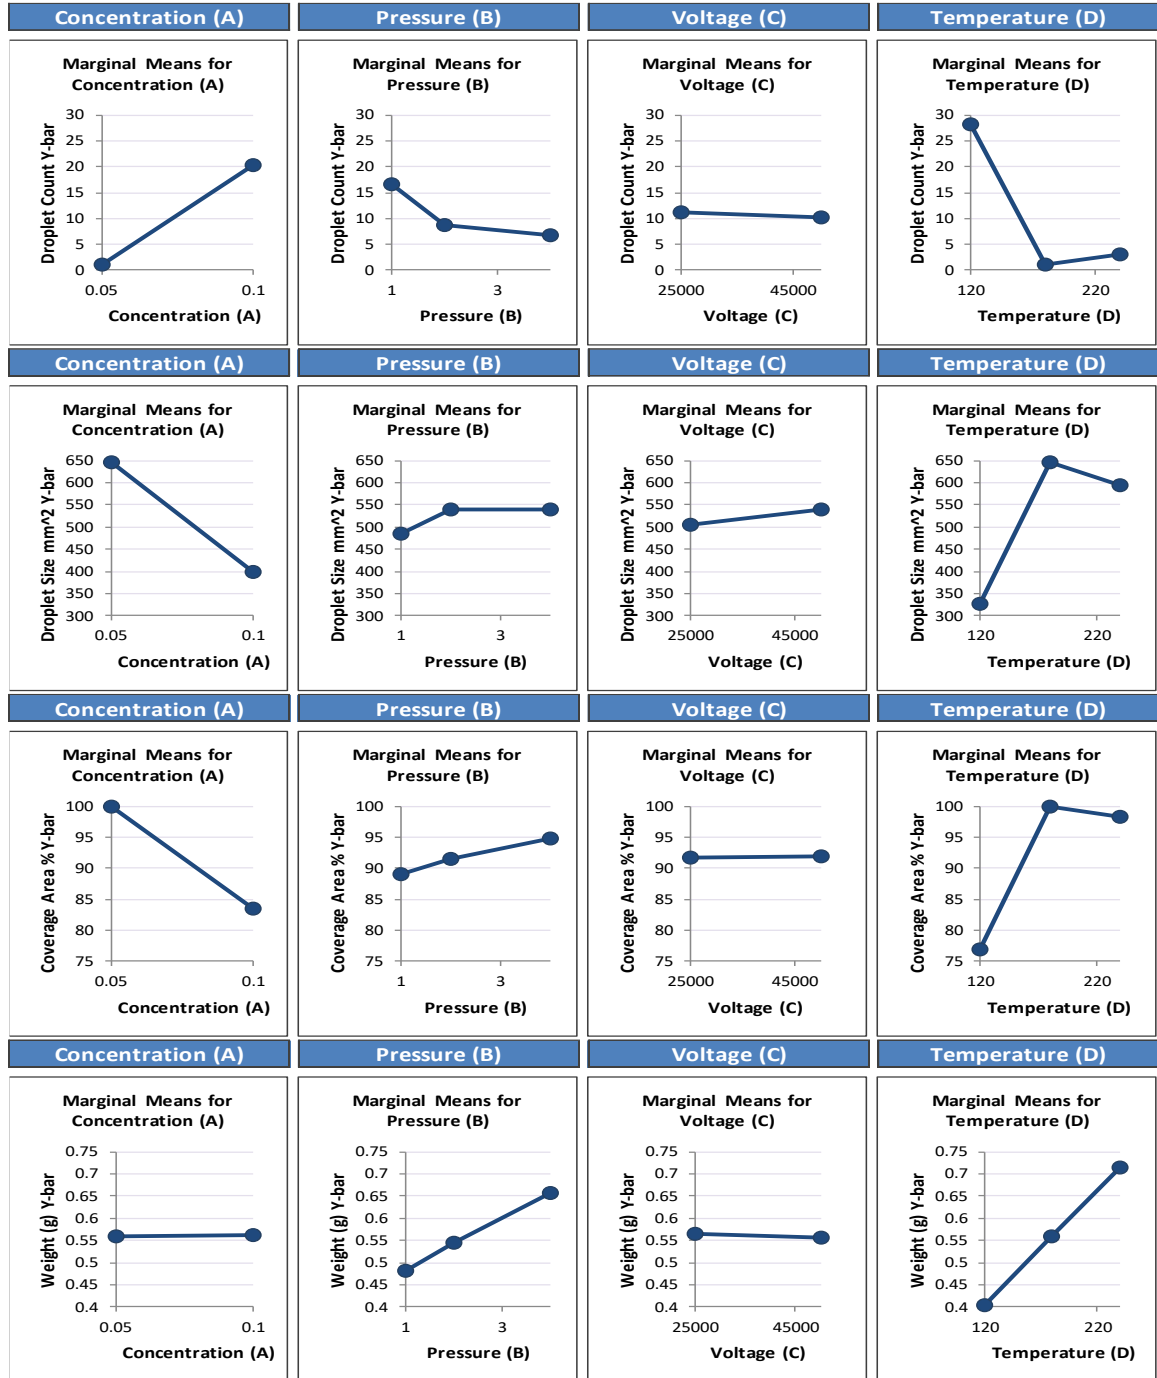 Concentration (A)
Pressure (B)
Voltage (C)
Temperature (D)
Marginal Means for
Concentration (A)
Droplet Count Y-bar
30
25
20
15
10
5
0
0.05 0.1
Concentration (A)
Marginal Means for
Pressure (B)
Droplet Count Y-bar
30
25
20
15
10
5
0
1 3
Pressure (B)
Marginal Means for
Voltage (C)
Droplet Count Y-bar
30
25
20
15
10
5
0
25000 45000
Voltage (C)
Marginal Means for
Temperature (D)
Droplet Count Y-bar
30
25
20
15
10
5
0
120 220
Temperature (D)
Concentration (A)
Pressure (B)
Voltage (C)
Temperature (D)
Marginal Means for
Concentration (A)
Droplet Size mm^2 Y-bar
650
600
550
500
450
400
350
300
0.05 0.1
Concentration (A)
Marginal Means for
Pressure (B)
Droplet Size mm^2 Y-bar
650
600
550
500
450
400
350
300
1 3
Pressure (B)
Marginal Means for
Voltage (C)
Droplet Size mm^2 Y-bar
650
600
550
500
450
400
350
300
25000 45000
Voltage (C)
Marginal Means for
Temperature (D)
Droplet Size mm^2 Y-bar
650
600
550
500
450
400
350
300
120 220
Temperature (D)
Concentration (A)
Pressure (B)
Voltage (C)
Temperature (D)
Marginal Means for
Concentration (A)
Coverage Area % Y-bar
100
95
90
85
80
75
0.05 0.1
Concentration (A)
Marginal Means for
Pressure (B)
Coverage Area % Y-bar
100
95
90
85
80
75
1 3
Pressure (B)
Marginal Means for
Voltage (C)
Coverage Area % Y-bar
100
95
90
85
80
75
25000 45000
Voltage (C)
Marginal Means for
Temperature (D)
Coverage Area % Y-bar
100
95
90
85
80
75
120 220
Temperature (D)
Concentration (A)
Pressure (B)
Voltage (C)
Temperature (D)
Marginal Means for
Concentration (A)
Weight (g) Y-bar
0.75
0.7
0.65
0.6
0.55
0.5
0.45
0.4
0.05 0.1
Concentration (A)
Marginal Means for
Pressure (B)
Weight (g) Y-bar
0.75
0.7
0.65
0.6
0.55
0.5
0.45
0.4
1 3
Pressure (B)
Marginal Means for
Voltage (C)
Weight (g) Y-bar
0.75
0.7
0.65
0.6
0.55
0.5
0.45
0.4
25000 45000
Voltage (C)
Marginal Means for
Temperature (D)
Weight (g) Y-bar
0.75
0.7
0.65
0.6
0.55
0.5
0.45
0.4
120 220
Temperature (D)